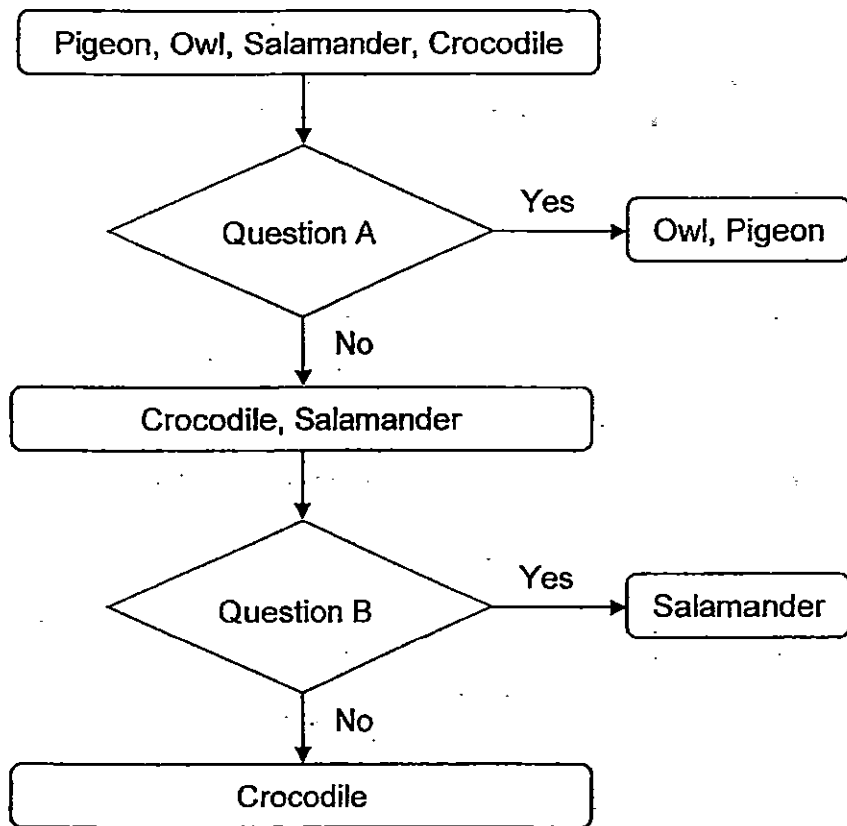 Pigeon, Owl, Salamander, Crocodile
Question A
Yes
Owl, Pigeon
No
Crocodile, Salamander
Question B
Yes
Salamander
No
Crocodile